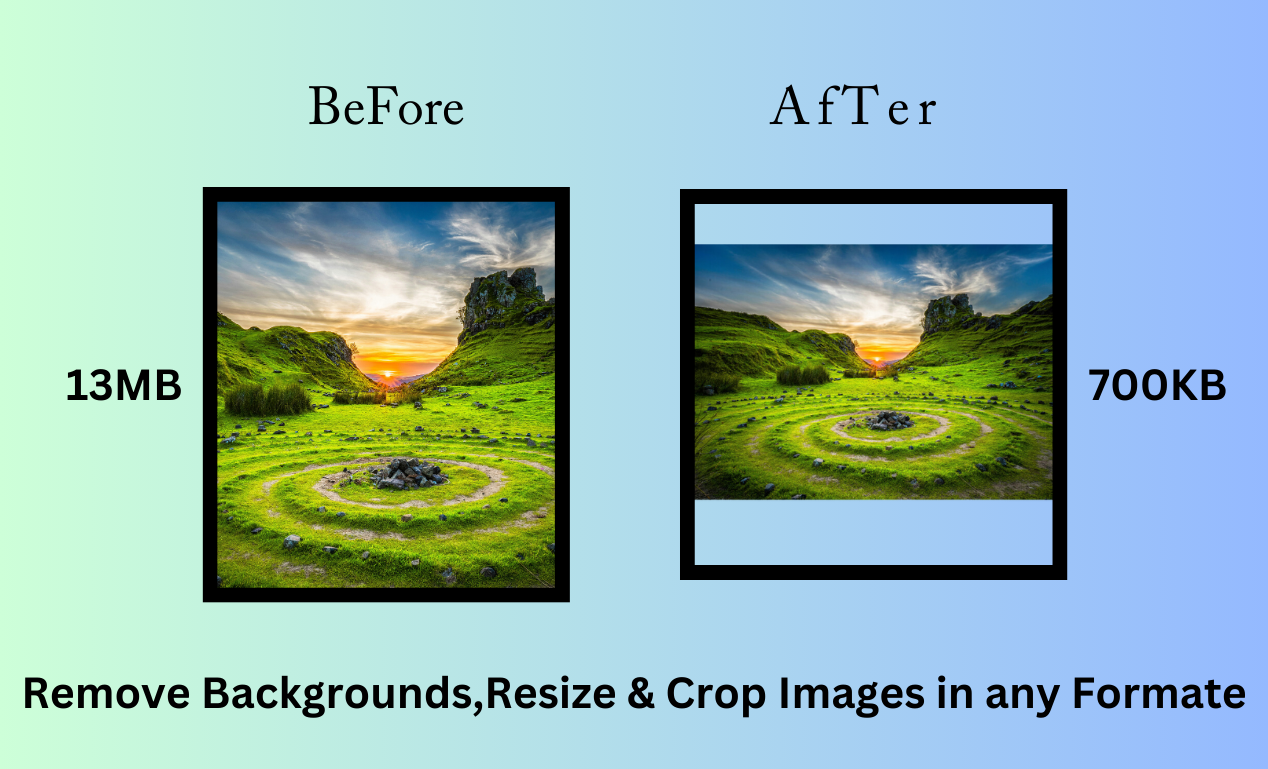 BeFore
AfTer
13MB
700KB
Remove Backgrounds,Resize & Crop Images in any Formate